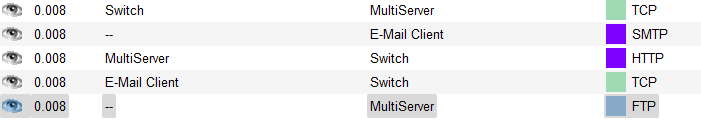 0.008 Switch MultiServer TCP
0.008 -- E-Mail Client SMTP
0.008 MultiServer Switch HTTP
0.008 E-Mail Client Switch TCP
0.008 -- MultiServer FTP